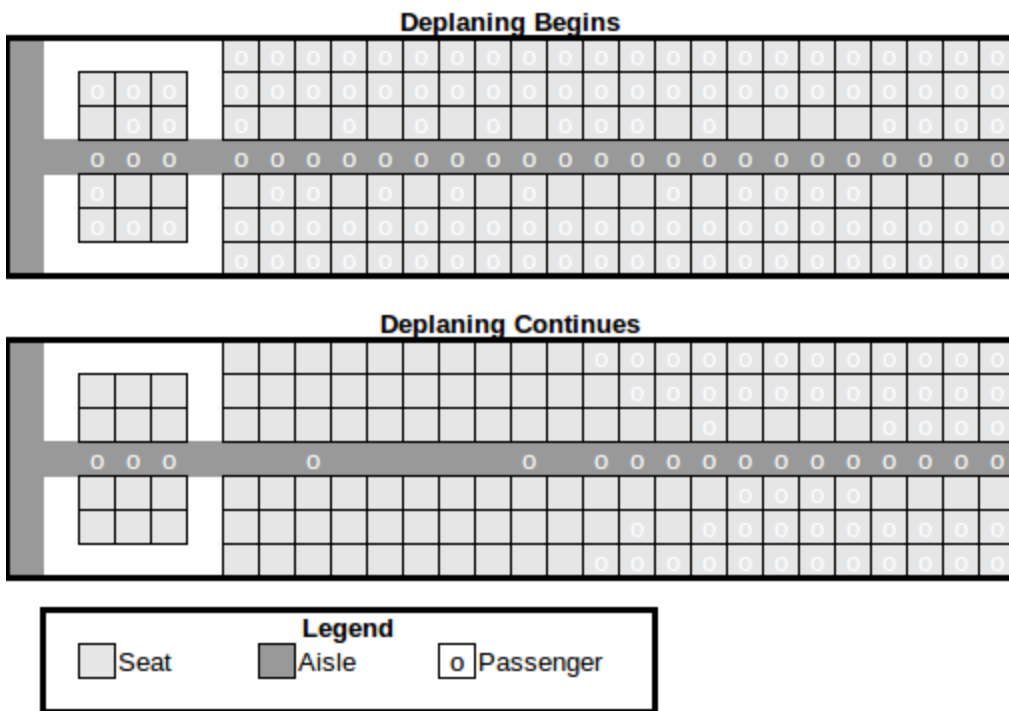 Deplaning Begins
Deplaning Continues
Legend
Seat Aisle o Passenger